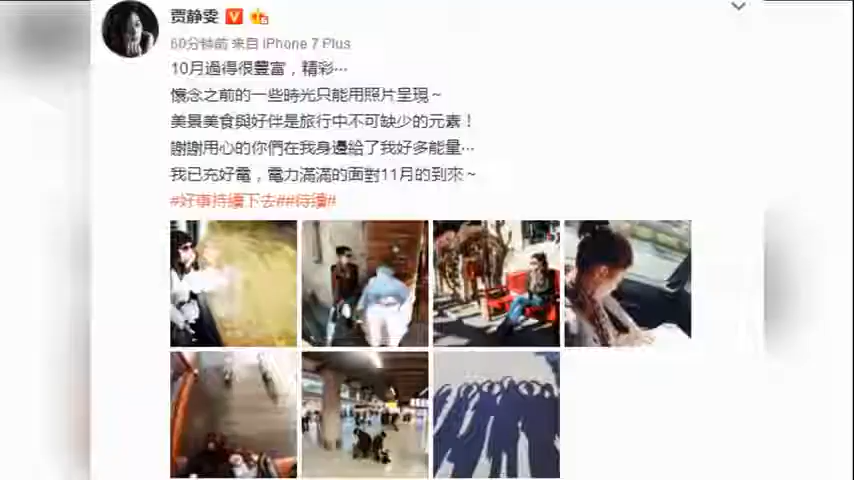 贾静雯
60分钟前 来自 iPhone 7 Plus
10月過得很豐富，精彩…
懷念之前的一些時光只能用照片呈現～
美景美食與好伴是旅行中不可缺少的元素！
謝謝用心的你們在我身邊給了我好多能量…
我已充好電，電力滿滿的面對11月的到來～
#好事持續下去##待續#